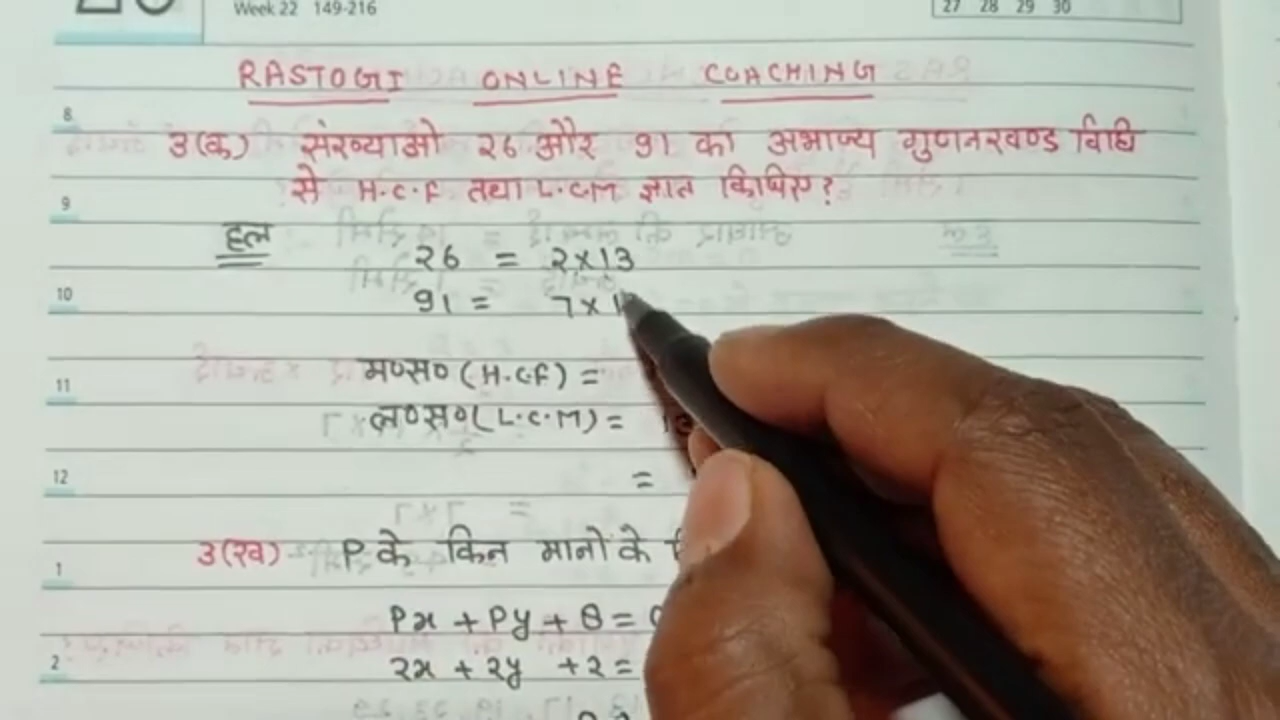 Week 22 149-216
27 28 29 30
RASTOGI ONLINE COACHING
8
3(क) संख्याओ 26 और 91 का अभाज्य गुणनखण्ड विधि
से H.C.F तथा L.C.M ज्ञात किजिए?
9
हल
26 = 2×13
10
91 = 7×1
म०स० (H.C.F) =
11
ल०स०(L.C.M) =
12
=
3(ख) P के किन मानो के
1
Px + Py + 8 =
2x + 2y + 2 =
2